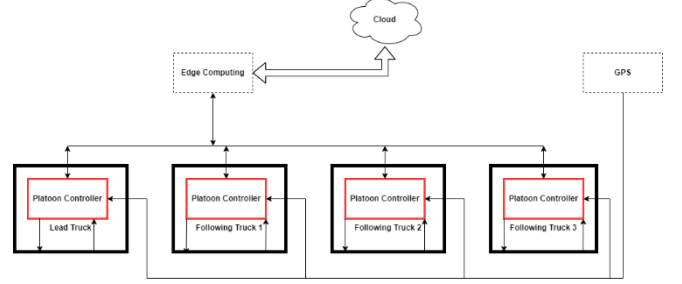 Cloud
Edge Computing
GPS
Platoon Controller
Platoon Controller
Platoon Controller
Platoon Controller
Lead Truck
Following Truck 1
Following Truck 2
Following Truck 3